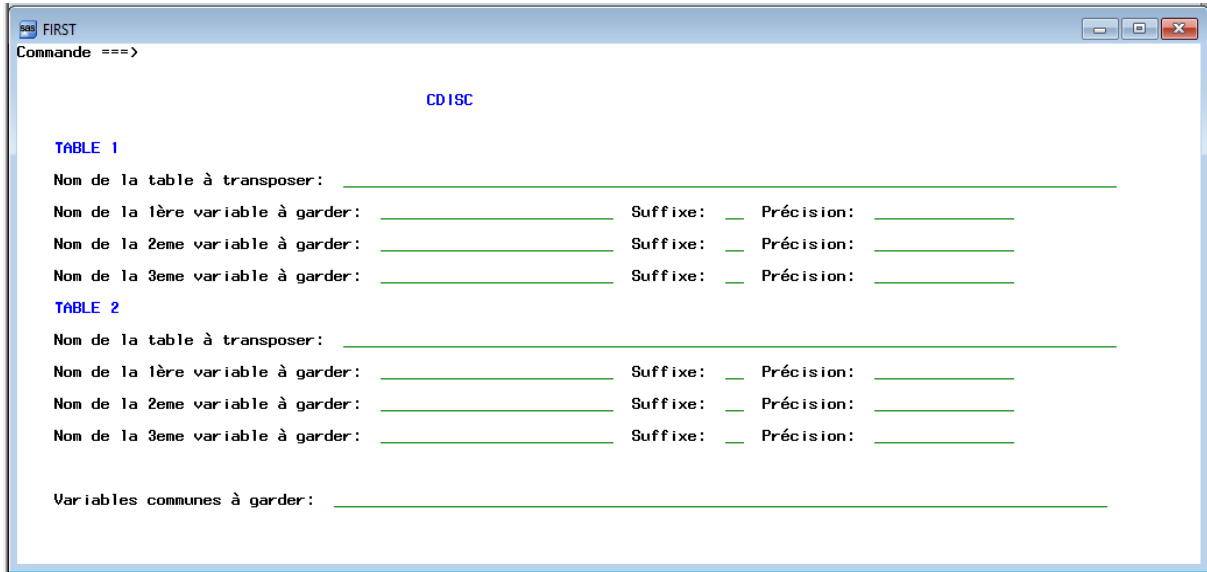 sas FIRST
Commande ===>
CDISC
TABLE 1
Nom de la table à transposer:
Nom de la 1ère variable à garder: Suffixe: Précision:
Nom de la 2eme variable à garder: Suffixe: Précision:
Nom de la 3eme variable à garder: Suffixe: Précision:
TABLE 2
Nom de la table à transposer:
Nom de la 1ère variable à garder: Suffixe: Précision:
Nom de la 2eme variable à garder: Suffixe: Précision:
Nom de la 3eme variable à garder: Suffixe: Précision:
Variables communes à garder: